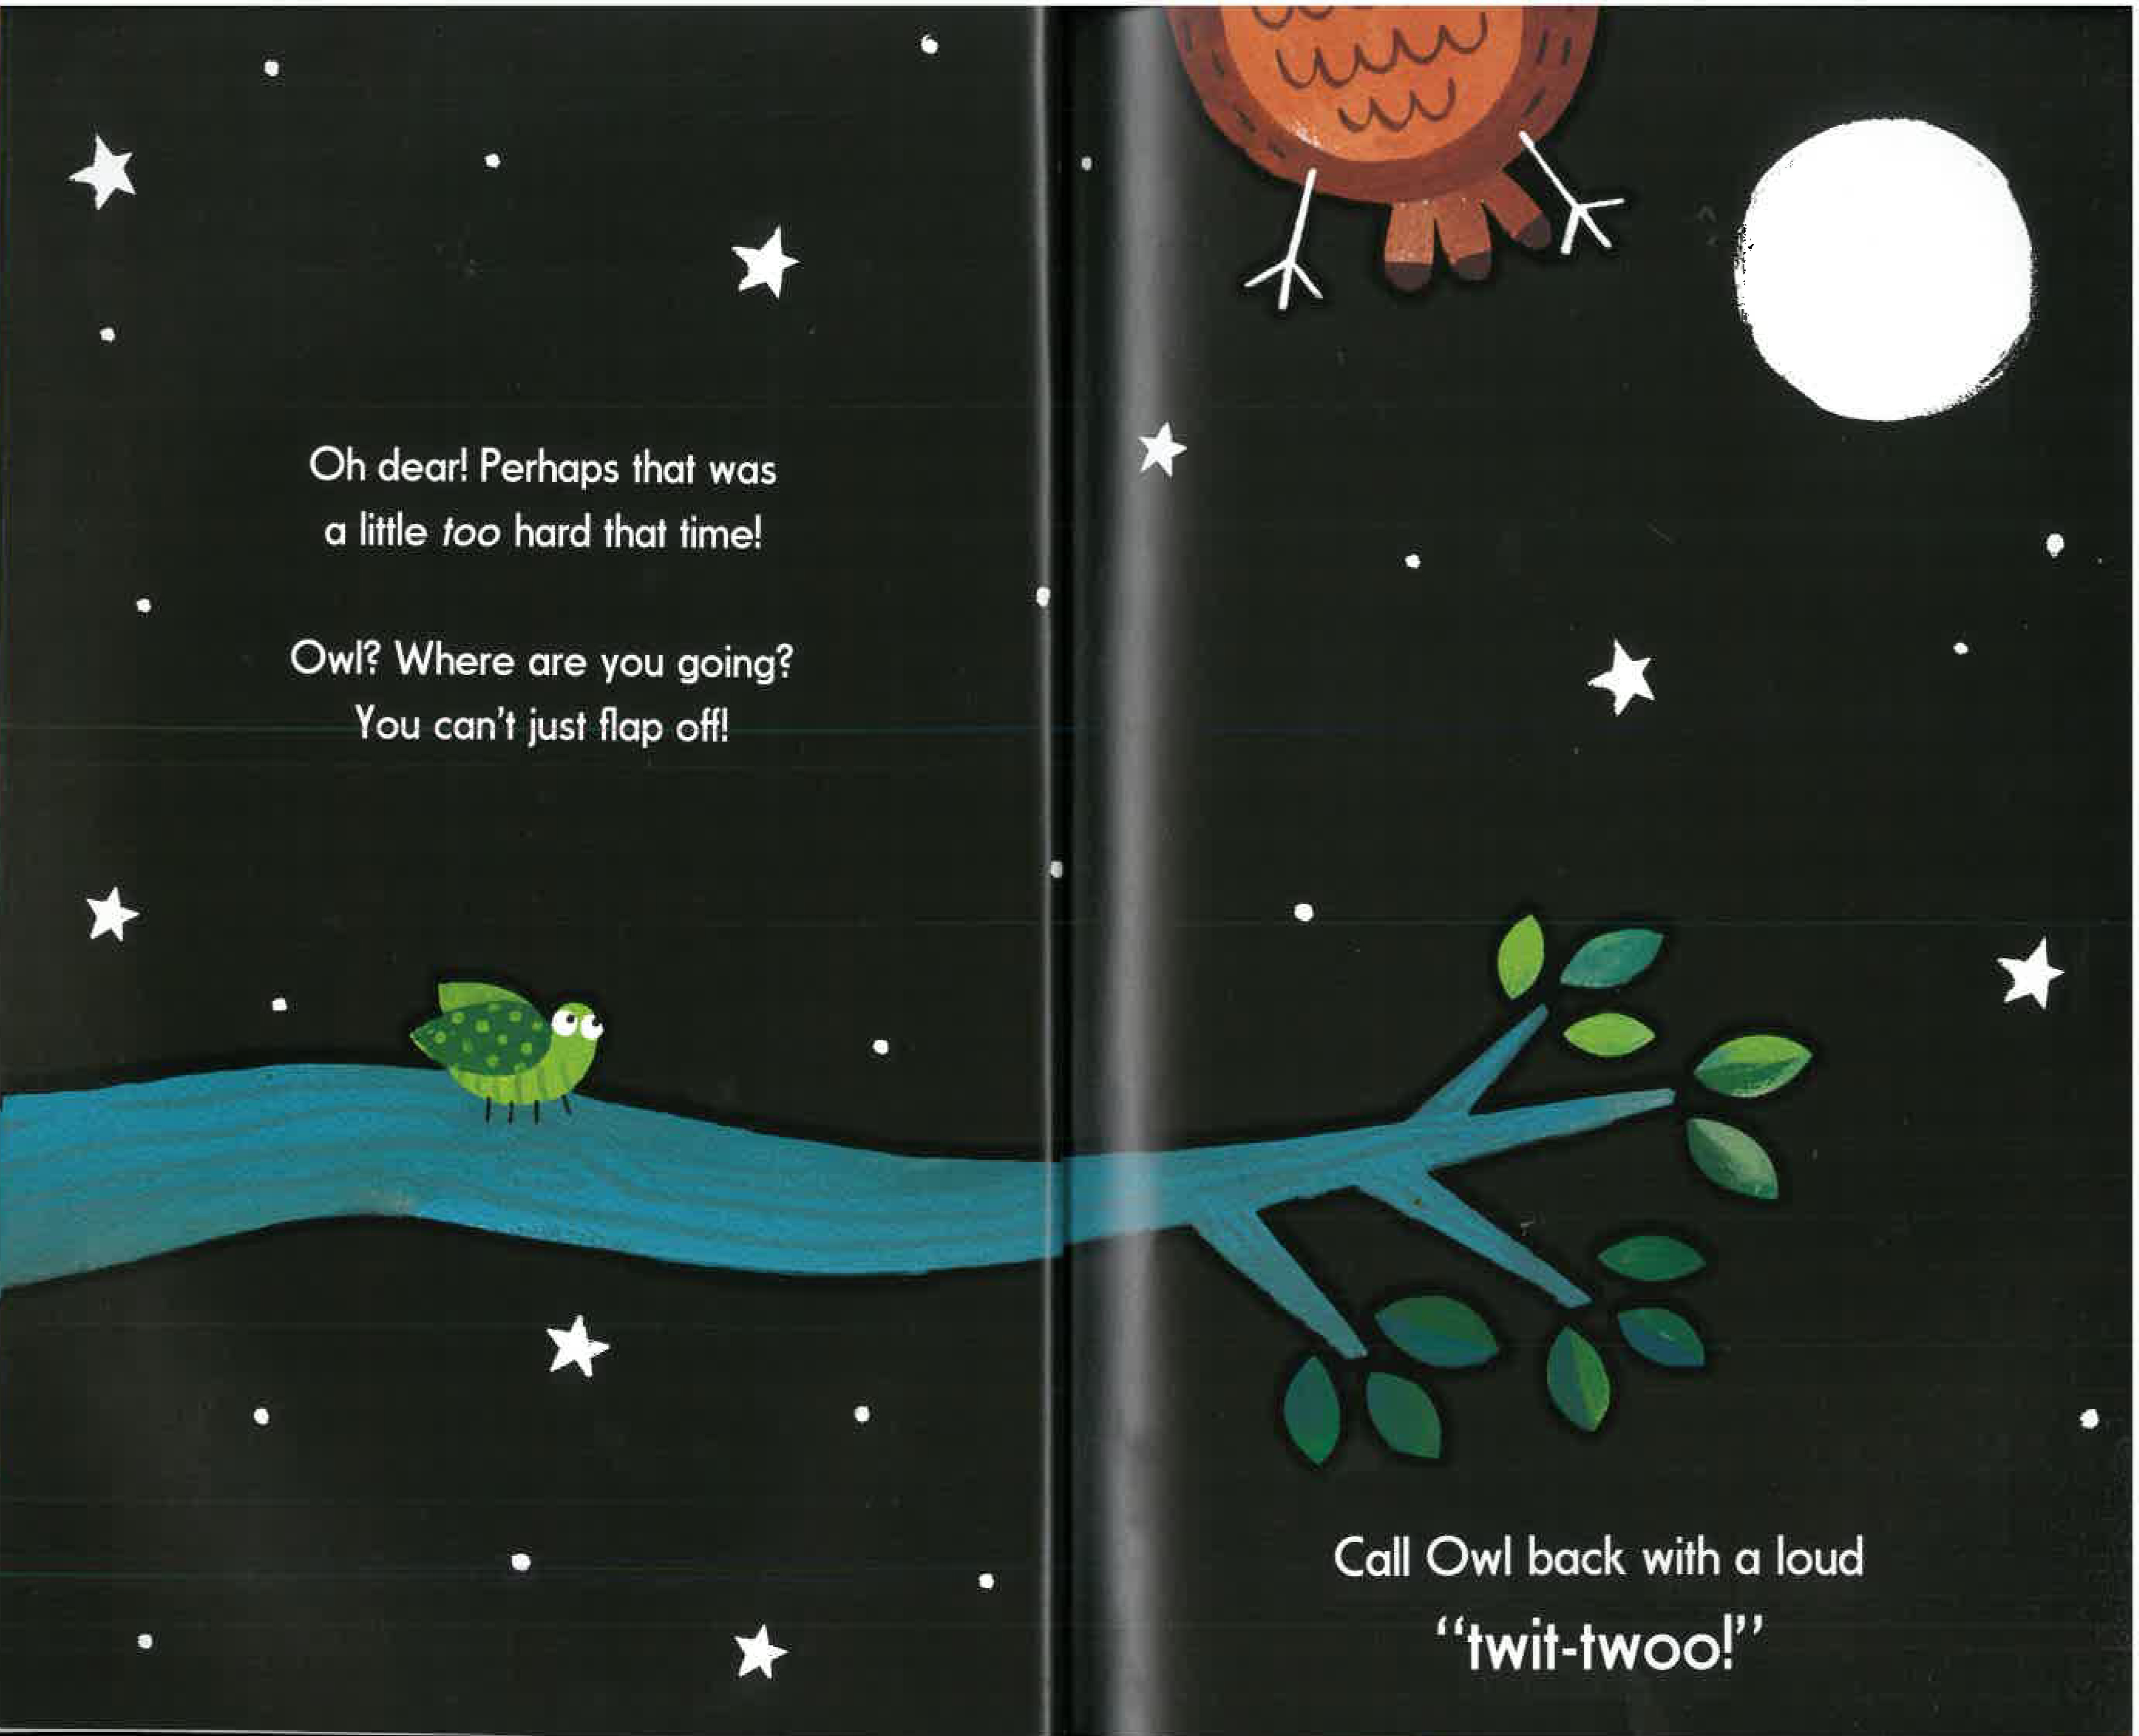 Oh dear! Perhaps that was
a little too hard that time!
Owl? Where are you going?
You can't just flap off!
Call Owl back with a loud
“twit-twoo!”